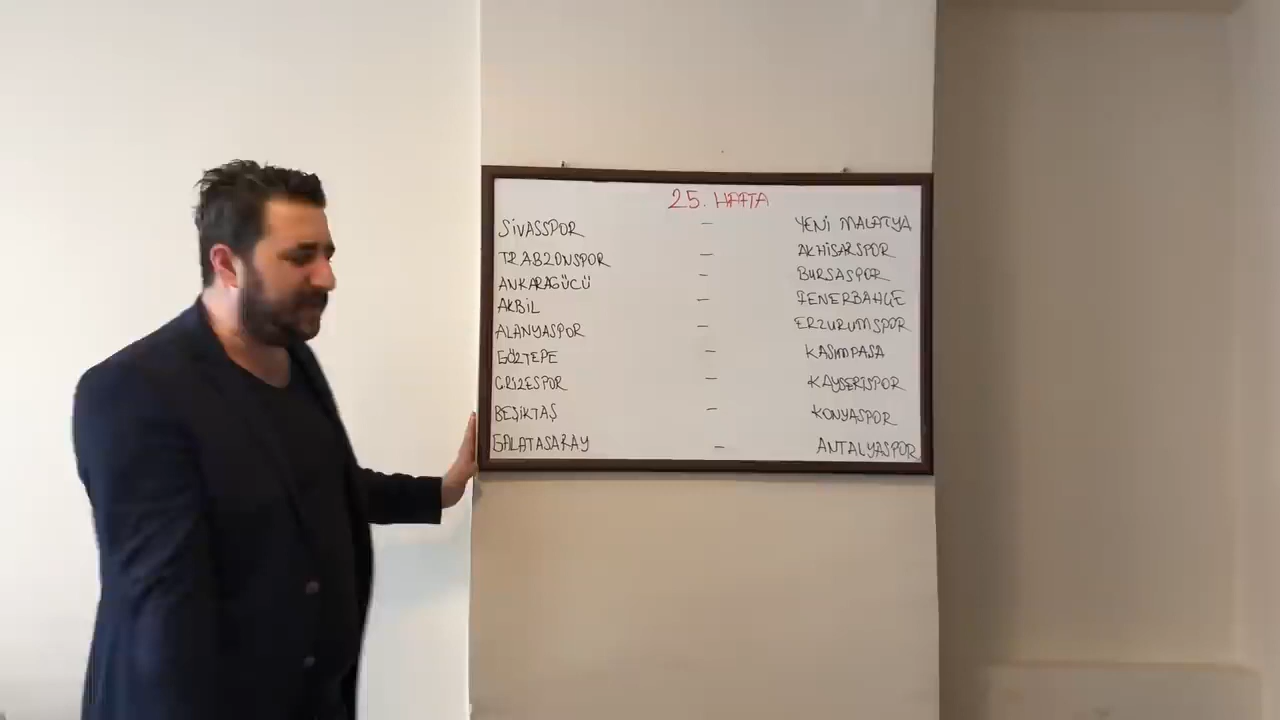 25. HAFTA
SİVASSPOR - YENİ MALATYA
TRABZONSPOR - AKHİSARSPOR
ANKARAGÜCÜ - BURSASPOR
AKBİL - FENERBAHÇE
ALANYASPOR - ERZURUMSPOR
GÖZTEPE - KASIMPASA
ÇRİZESPOR - KAYSERİSPOR
BEŞİKTAŞ - KONYASPOR
GALATASARAY - ANTALYASPOR